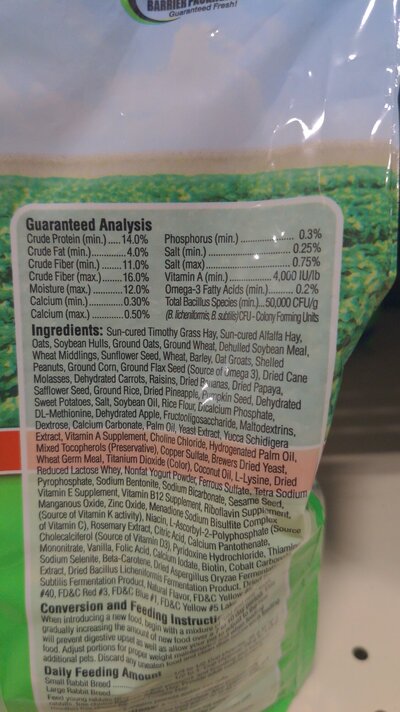 BARRIER
Guaranteed Fresh!
Guaranteed Analysis
Crude Protein (min.).....14.0%
Crude Fat (min.)..............4.0%
Crude Fiber (min.).......11.0%
Crude Fiber (max.)......16.0%
Moisture (max.)............12.0%
Calcium (min.)..............0.30%
Calcium (max.)............0.50%
Phosphorus (min.) .................... 0.3%
Salt (min.) .............................. 0.25%
Salt (max) .............................. 0.75%
Vitamin A (min.) ............... 4,000 IU/lb
Omega-3 Fatty Acids (min.).......... 0.2%
Total Bacillus Species (min.)...50,000 CFU/g
(B. licheniformis, B. subtilis) CFU - Colony Forming Units
Ingredients: Sun-cured Timothy Grass Hay, Sun-cured Alfalfa Hay,
Oats, Soybean Hulls, Ground Oats, Ground Wheat, Dehulled Soybean Meal,
Wheat Middlings, Sunflower Seed, Wheat, Barley, Oat Groats, Shelled
Peanuts, Ground Corn, Ground Flax Seed (Source of Omega 3), Dried Cane
Molasses, Dehydrated Carrots, Raisins, Dried Bananas, Dried Papaya,
Safflower Seed, Ground Rice, Dried Pineapple, Pumpkin Seed, Dehydrated
Sweet Potatoes, Salt, Soybean Oil, Rice Flour, Dicalcium Phosphate,
DL-Methionine, Dehydrated Apple, Fructooligosaccharide, Maltodextrins,
Dextrose, Calcium Carbonate, Palm Oil, Yeast Extract, Yucca Schidigera
Extract, Vitamin A Supplement, Choline Chloride, Hydrogenated Palm Oil,
Mixed Tocopherols (Preservative), Copper Sulfate, Brewers Dried Yeast,
Wheat Germ Meal, Titanium Dioxide (Color), Coconut Oil, L-Lysine, Dried
Reduced Lactose Whey, Nonfat Yogurt Powder, Ferrous Sulfate, Tetra Sodium
Pyrophosphate, Sodium Bentonite, Sodium Bicarbonate, Sesame Seed,
Vitamin E Supplement, Vitamin B12 Supplement, Riboflavin Supplement,
Manganous Oxide, Zinc Oxide, Menadione Sodium Bisulfite Complex
(Source of Vitamin K activity), Niacin, L-Ascorbyl-2-Polyphosphate (Source
of Vitamin C), Rosemary Extract, Citric Acid, Calcium Pantothenate,
Cholecalciferol (Source of Vitamin D3), Pyridoxine Hydrochloride, Thiamine
Mononitrate, Vanilla, Folic Acid, Calcium Iodate, Biotin, Cobalt Carbonate,
Sodium Selenite, Beta-Carotene, Dried Aspergillus Oryzae Fermentation
Extract, Dried Bacillus Licheniformis Fermentation Product, Dried
Subtilis Fermentation Product, Natural Flavor, FD&C Yellow
#40, FD&C Red #3, FD&C Blue #1, FD&C Yellow #5 Lake
Conversion and Feeding Instructions
When introducing a new food, begin with a mixture
gradually increasing the amount of new food over a
will prevent digestive upset as well as allow your
food. Adjust portions for proper weight
additional pets. Discard any uneaten food and
Daily Feeding Amount
Small Rabbit Breed
Large Rabbit Breed
Feed young rabbits